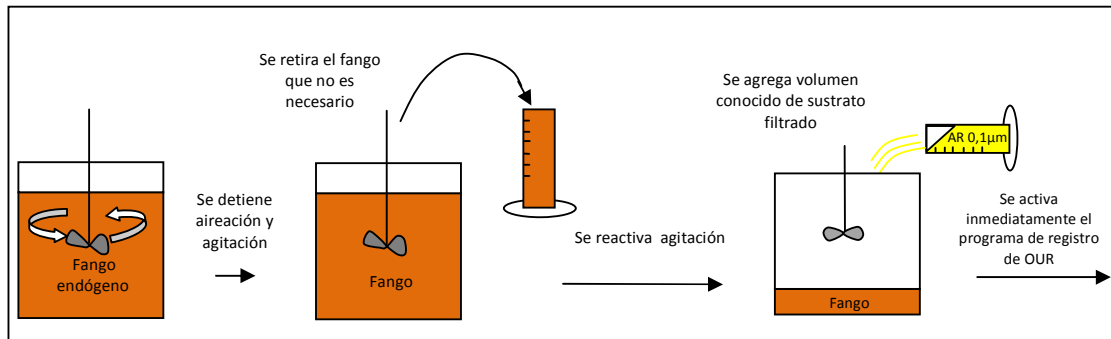 Fango
endógeno
Se detiene
aireación y
agitación
Se retira el fango
que no es
necesario
Fango
Se reactiva agitación
Se agrega volumen
conocido de sustrato
filtrado
AR 0,1µm
Fango
Se activa
inmediatamente el
programa de registro
de OUR